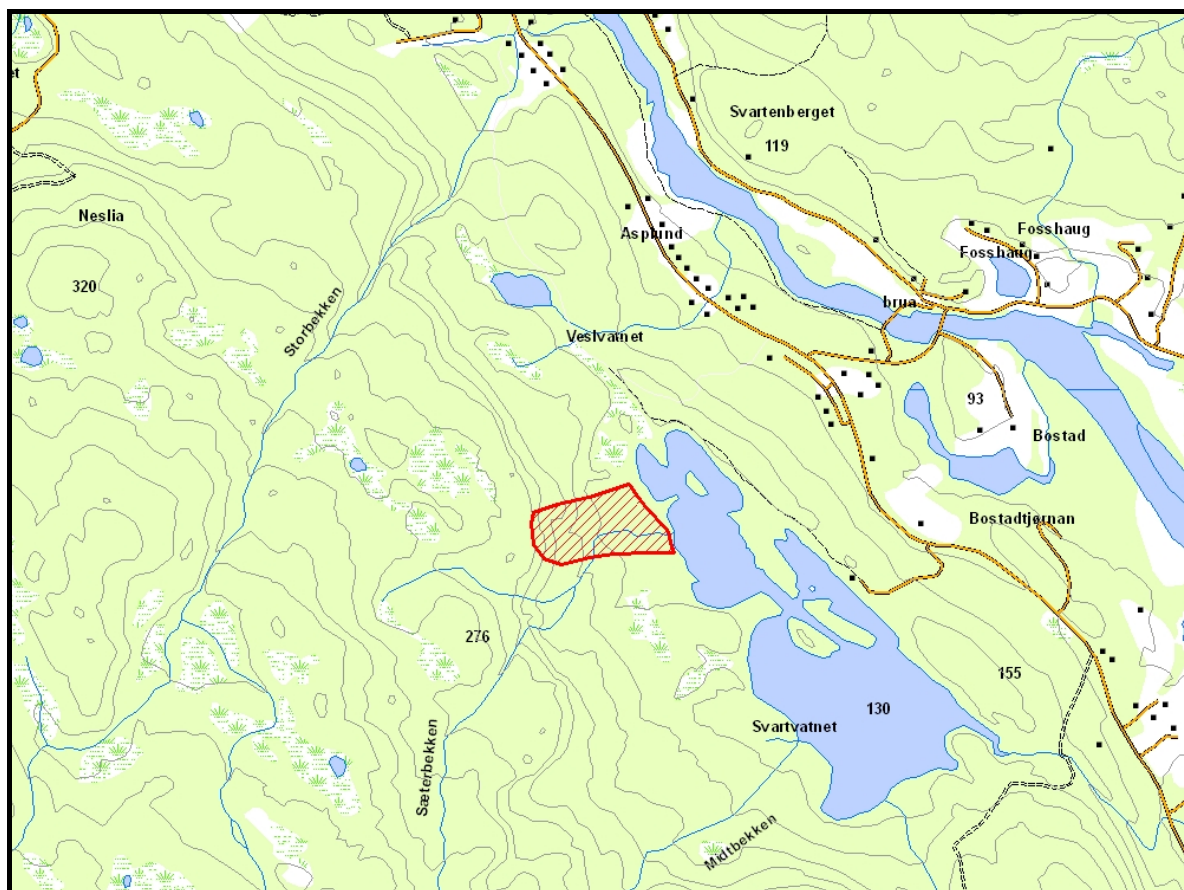 et
Svartenberget
119
Neslia
Fosshaug
Asplund
Fosshaug
320
brua
Storbekken
Veslvatnet
93
Bostad
Bostadtjørnan
276
155
130
Svartvatnet
Sæterbekken
Midtbekken